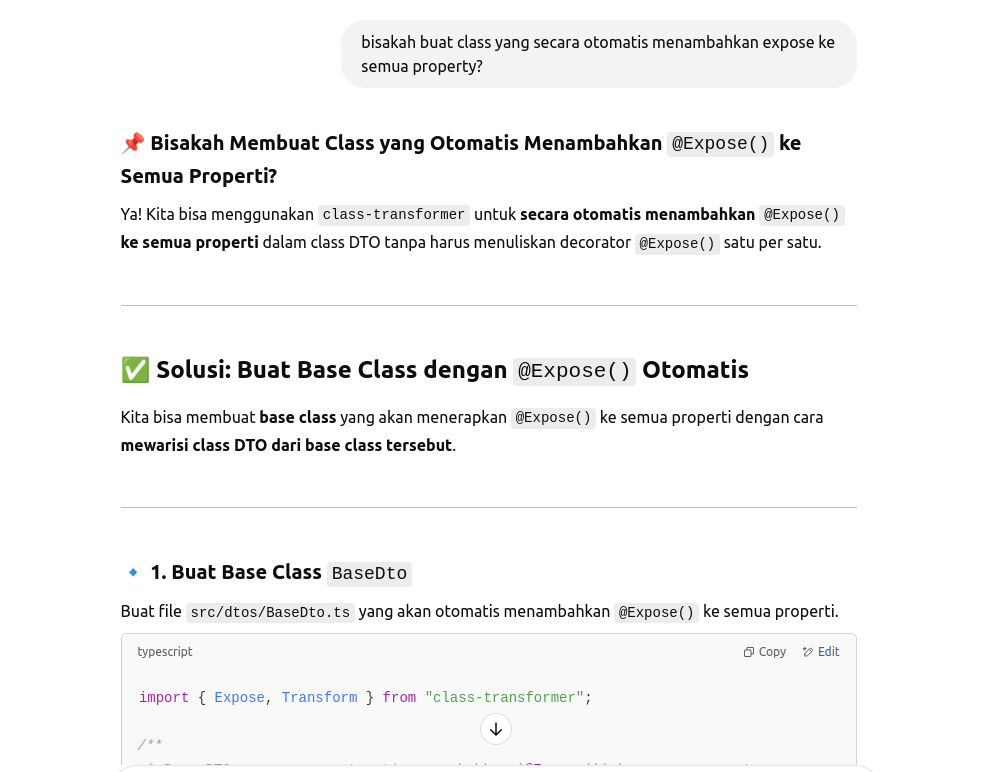 bisakah buat class yang secara otomatis menambahkan expose ke
semua property?
📌 Bisakah Membuat Class yang Otomatis Menambahkan @Expose() ke
Semua Properti?
Ya! Kita bisa menggunakan class-transformer untuk secara otomatis menambahkan @Expose()
ke semua properti dalam class DTO tanpa harus menuliskan decorator @Expose() satu per satu.
✅ Solusi: Buat Base Class dengan @Expose() Otomatis
Kita bisa membuat base class yang akan menerapkan @Expose() ke semua properti dengan cara
mewarisi class DTO dari base class tersebut.
🔹 1. Buat Base Class BaseDto
Buat file src/dtos/BaseDto.ts yang akan otomatis menambahkan @Expose() ke semua properti.
typescript
Copy
Edit
import { Expose, Transform } from "class-transformer";
/**